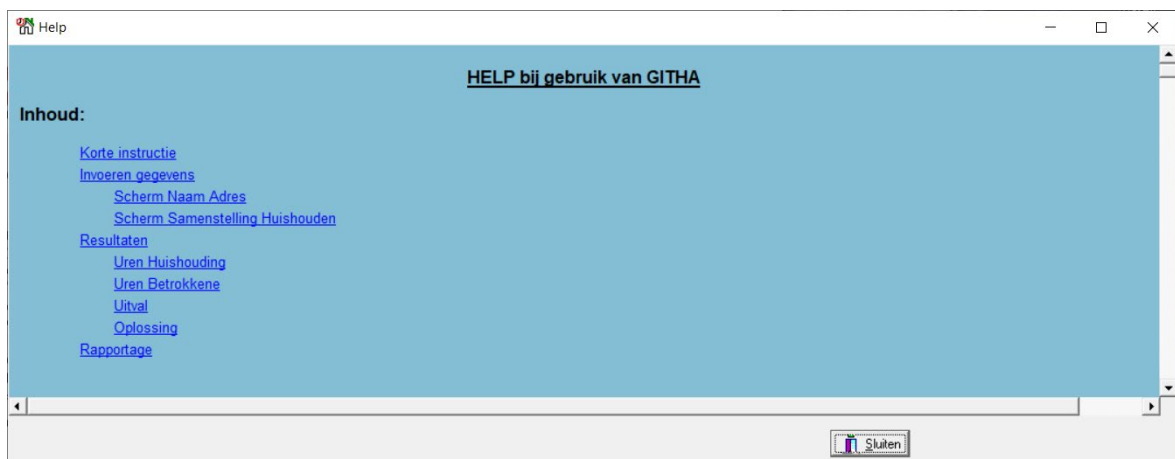 Help
HELP bij gebruik van GITHA
Inhoud:
Korte instructie
Invoeren gegevens
Scherm Naam Adres
Scherm Samenstelling Huishouden
Resultaten
Uren Huishouding
Uren Betrokkene
Uitval
Oplossing
Rapportage
Sluiten